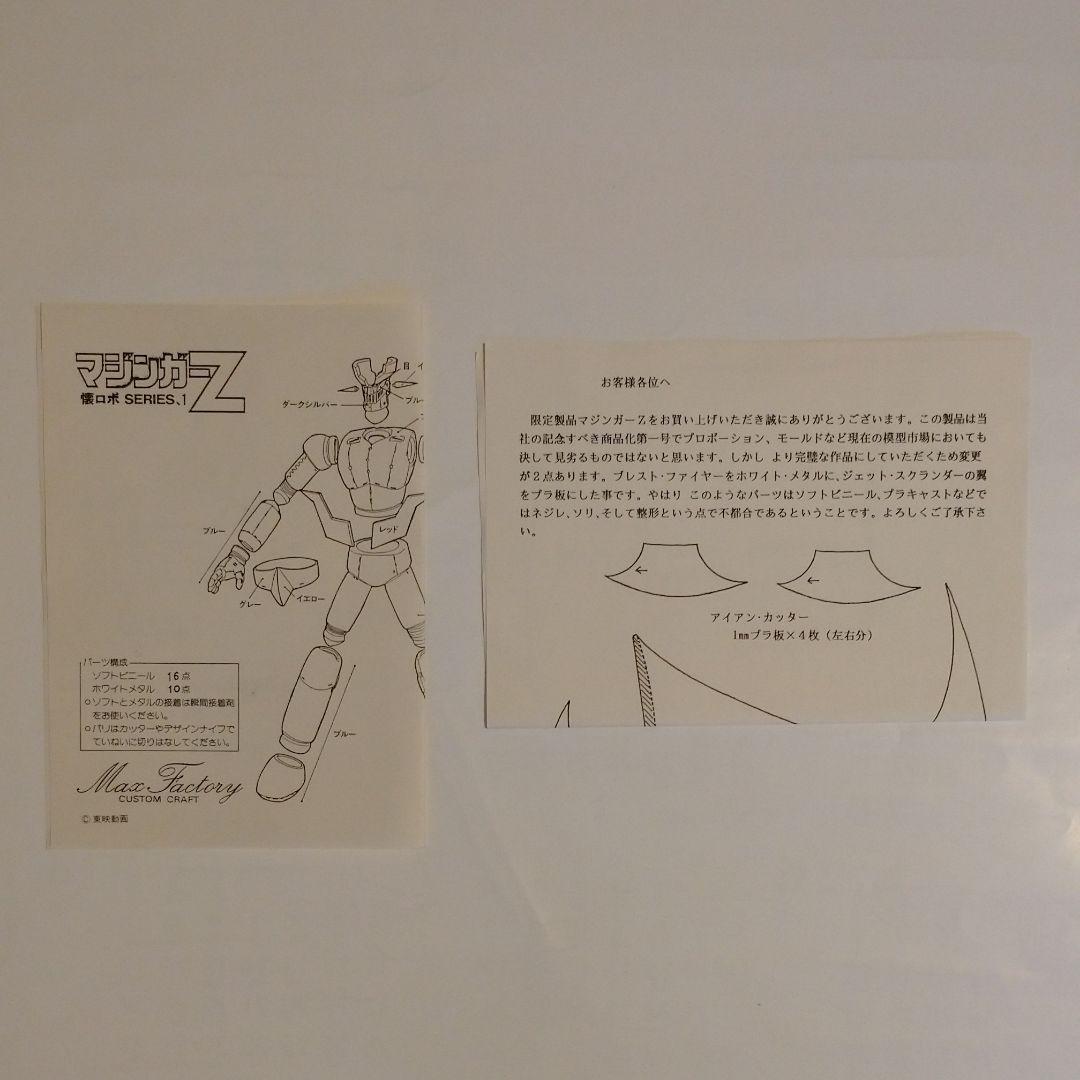 マジンガーZ
懐ロボ SERIES、1
目
ダークシルバー
ブルー
レッド
グレー
イエロー
ブルー
パーツ構成
ソフトビニール 16点
ホワイトメタル 10点
○ソフトとメタルの接着は瞬間接着剤
をお使いください。
○バリはカッターやデザインナイフで
ていねいに切りはなしてください。
Max Factory
CUSTOM CRAFT
©東映動画
お客様各位へ
限定製品マジンガーZをお買い上げいただき誠にありがとうございます。この製品は当
社の記念すべき商品化第一号でプロポーション、モールドなど現在の模型市場においても
決して見劣るものではないと思います。しかし より完璧な作品にしていただくため変更
が2点あります。ブレスト・ファイヤーをホワイト・メタルに、ジェット・スクランダーの翼
をプラ板にした事です。やはり このようなパーツはソフトビニール、プラキャストなどで
はネジレ、ソリ、そして整形という点で不都合であるということです。よろしくご了承下さ
い。
アイアン・カッター
1㎜プラ板×4枚(左右分)